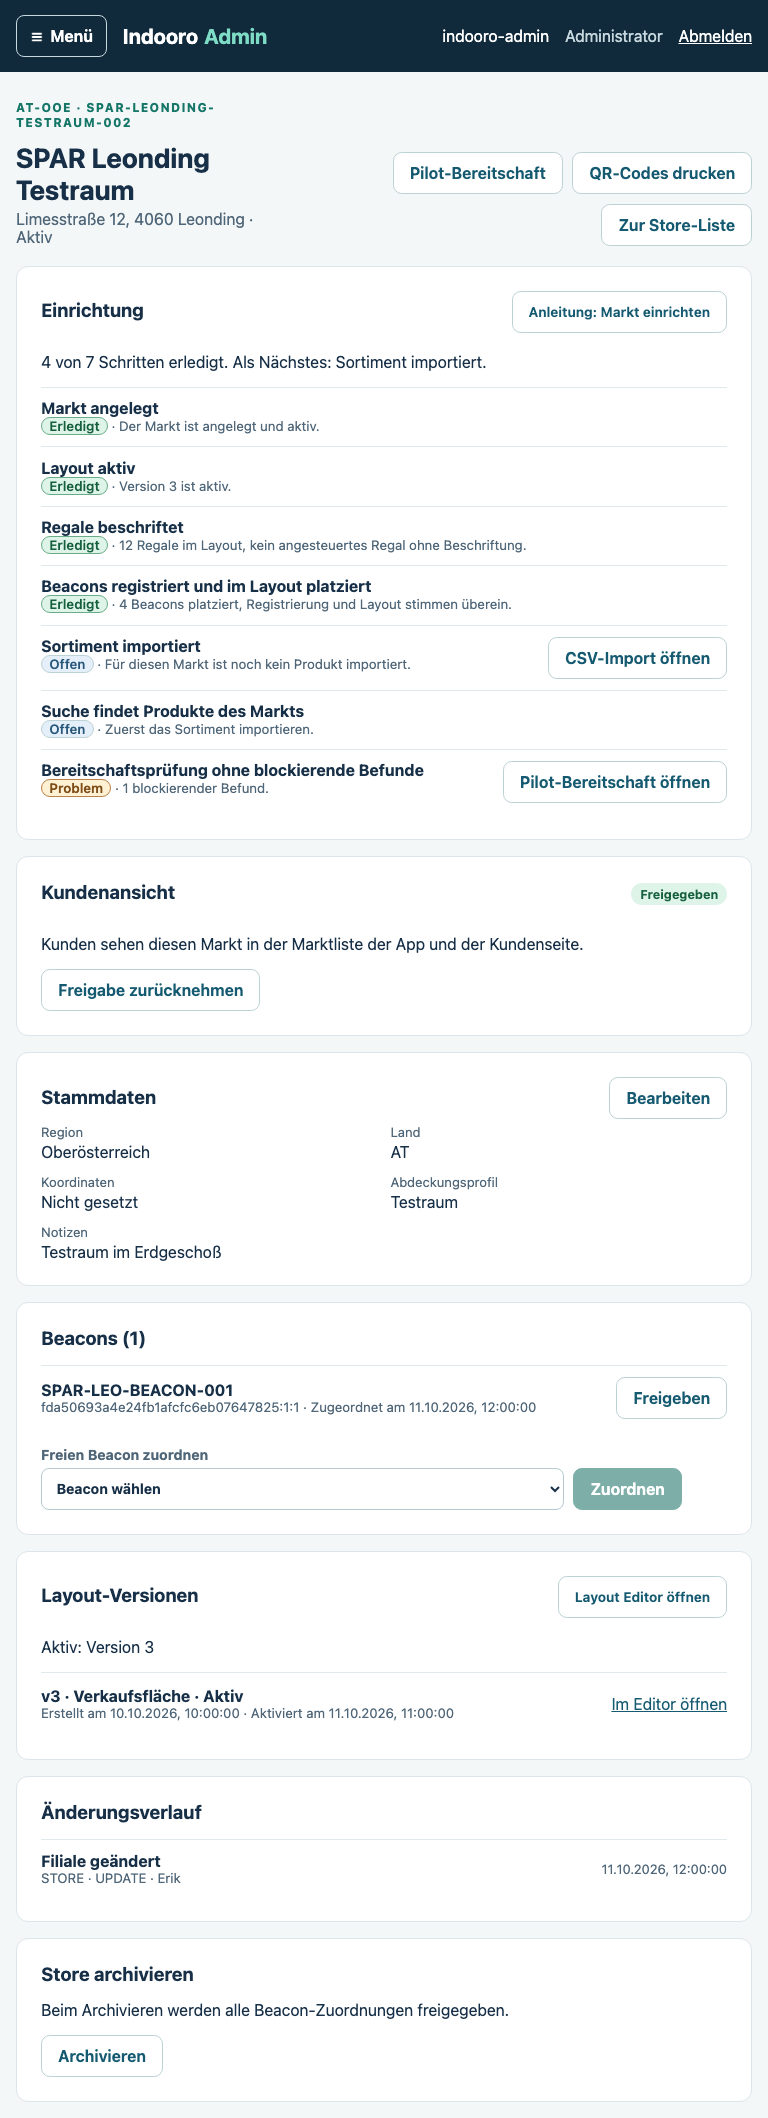 ≡ Menü
Indooro Admin
indooro-admin Administrator Abmelden
AT-OOE · SPAR-LEONDING-
TESTRAUM-002
SPAR Leonding
Testraum
Limesstraße 12, 4060 Leonding ·
Aktiv
Pilot-Bereitschaft
QR-Codes drucken
Zur Store-Liste
Einrichtung
Anleitung: Markt einrichten
4 von 7 Schritten erledigt. Als Nächstes: Sortiment importiert.
Markt angelegt
Erledigt · Der Markt ist angelegt und aktiv.
Layout aktiv
Erledigt · Version 3 ist aktiv.
Regale beschriftet
Erledigt · 12 Regale im Layout, kein angesteuertes Regal ohne Beschriftung.
Beacons registriert und im Layout platziert
Erledigt · 4 Beacons platziert, Registrierung und Layout stimmen überein.
Sortiment importiert
Offen · Für diesen Markt ist noch kein Produkt importiert.
CSV-Import öffnen
Suche findet Produkte des Markts
Offen · Zuerst das Sortiment importieren.
Bereitschaftsprüfung ohne blockierende Befunde
Problem · 1 blockierender Befund.
Pilot-Bereitschaft öffnen
Kundenansicht
Freigegeben
Kunden sehen diesen Markt in der Marktliste der App und der Kundenseite.
Freigabe zurücknehmen
Stammdaten
Bearbeiten
Region
Oberösterreich
Land
AT
Koordinaten
Nicht gesetzt
Abdeckungsprofil
Testraum
Notizen
Testraum im Erdgeschoß
Beacons (1)
SPAR-LEO-BEACON-001
fda50693a4e24fb1afcfc6eb07647825:1:1 · Zugeordnet am 11.10.2026, 12:00:00
Freigeben
Freien Beacon zuordnen
Beacon wählen
Zuordnen
Layout-Versionen
Layout Editor öffnen
Aktiv: Version 3
v3 · Verkaufsfläche · Aktiv
Erstellt am 10.10.2026, 10:00:00 · Aktiviert am 11.10.2026, 11:00:00
Im Editor öffnen
Änderungsverlauf
Filiale geändert
STORE · UPDATE · Erik
11.10.2026, 12:00:00
Store archivieren
Beim Archivieren werden alle Beacon-Zuordnungen freigegeben.
Archivieren